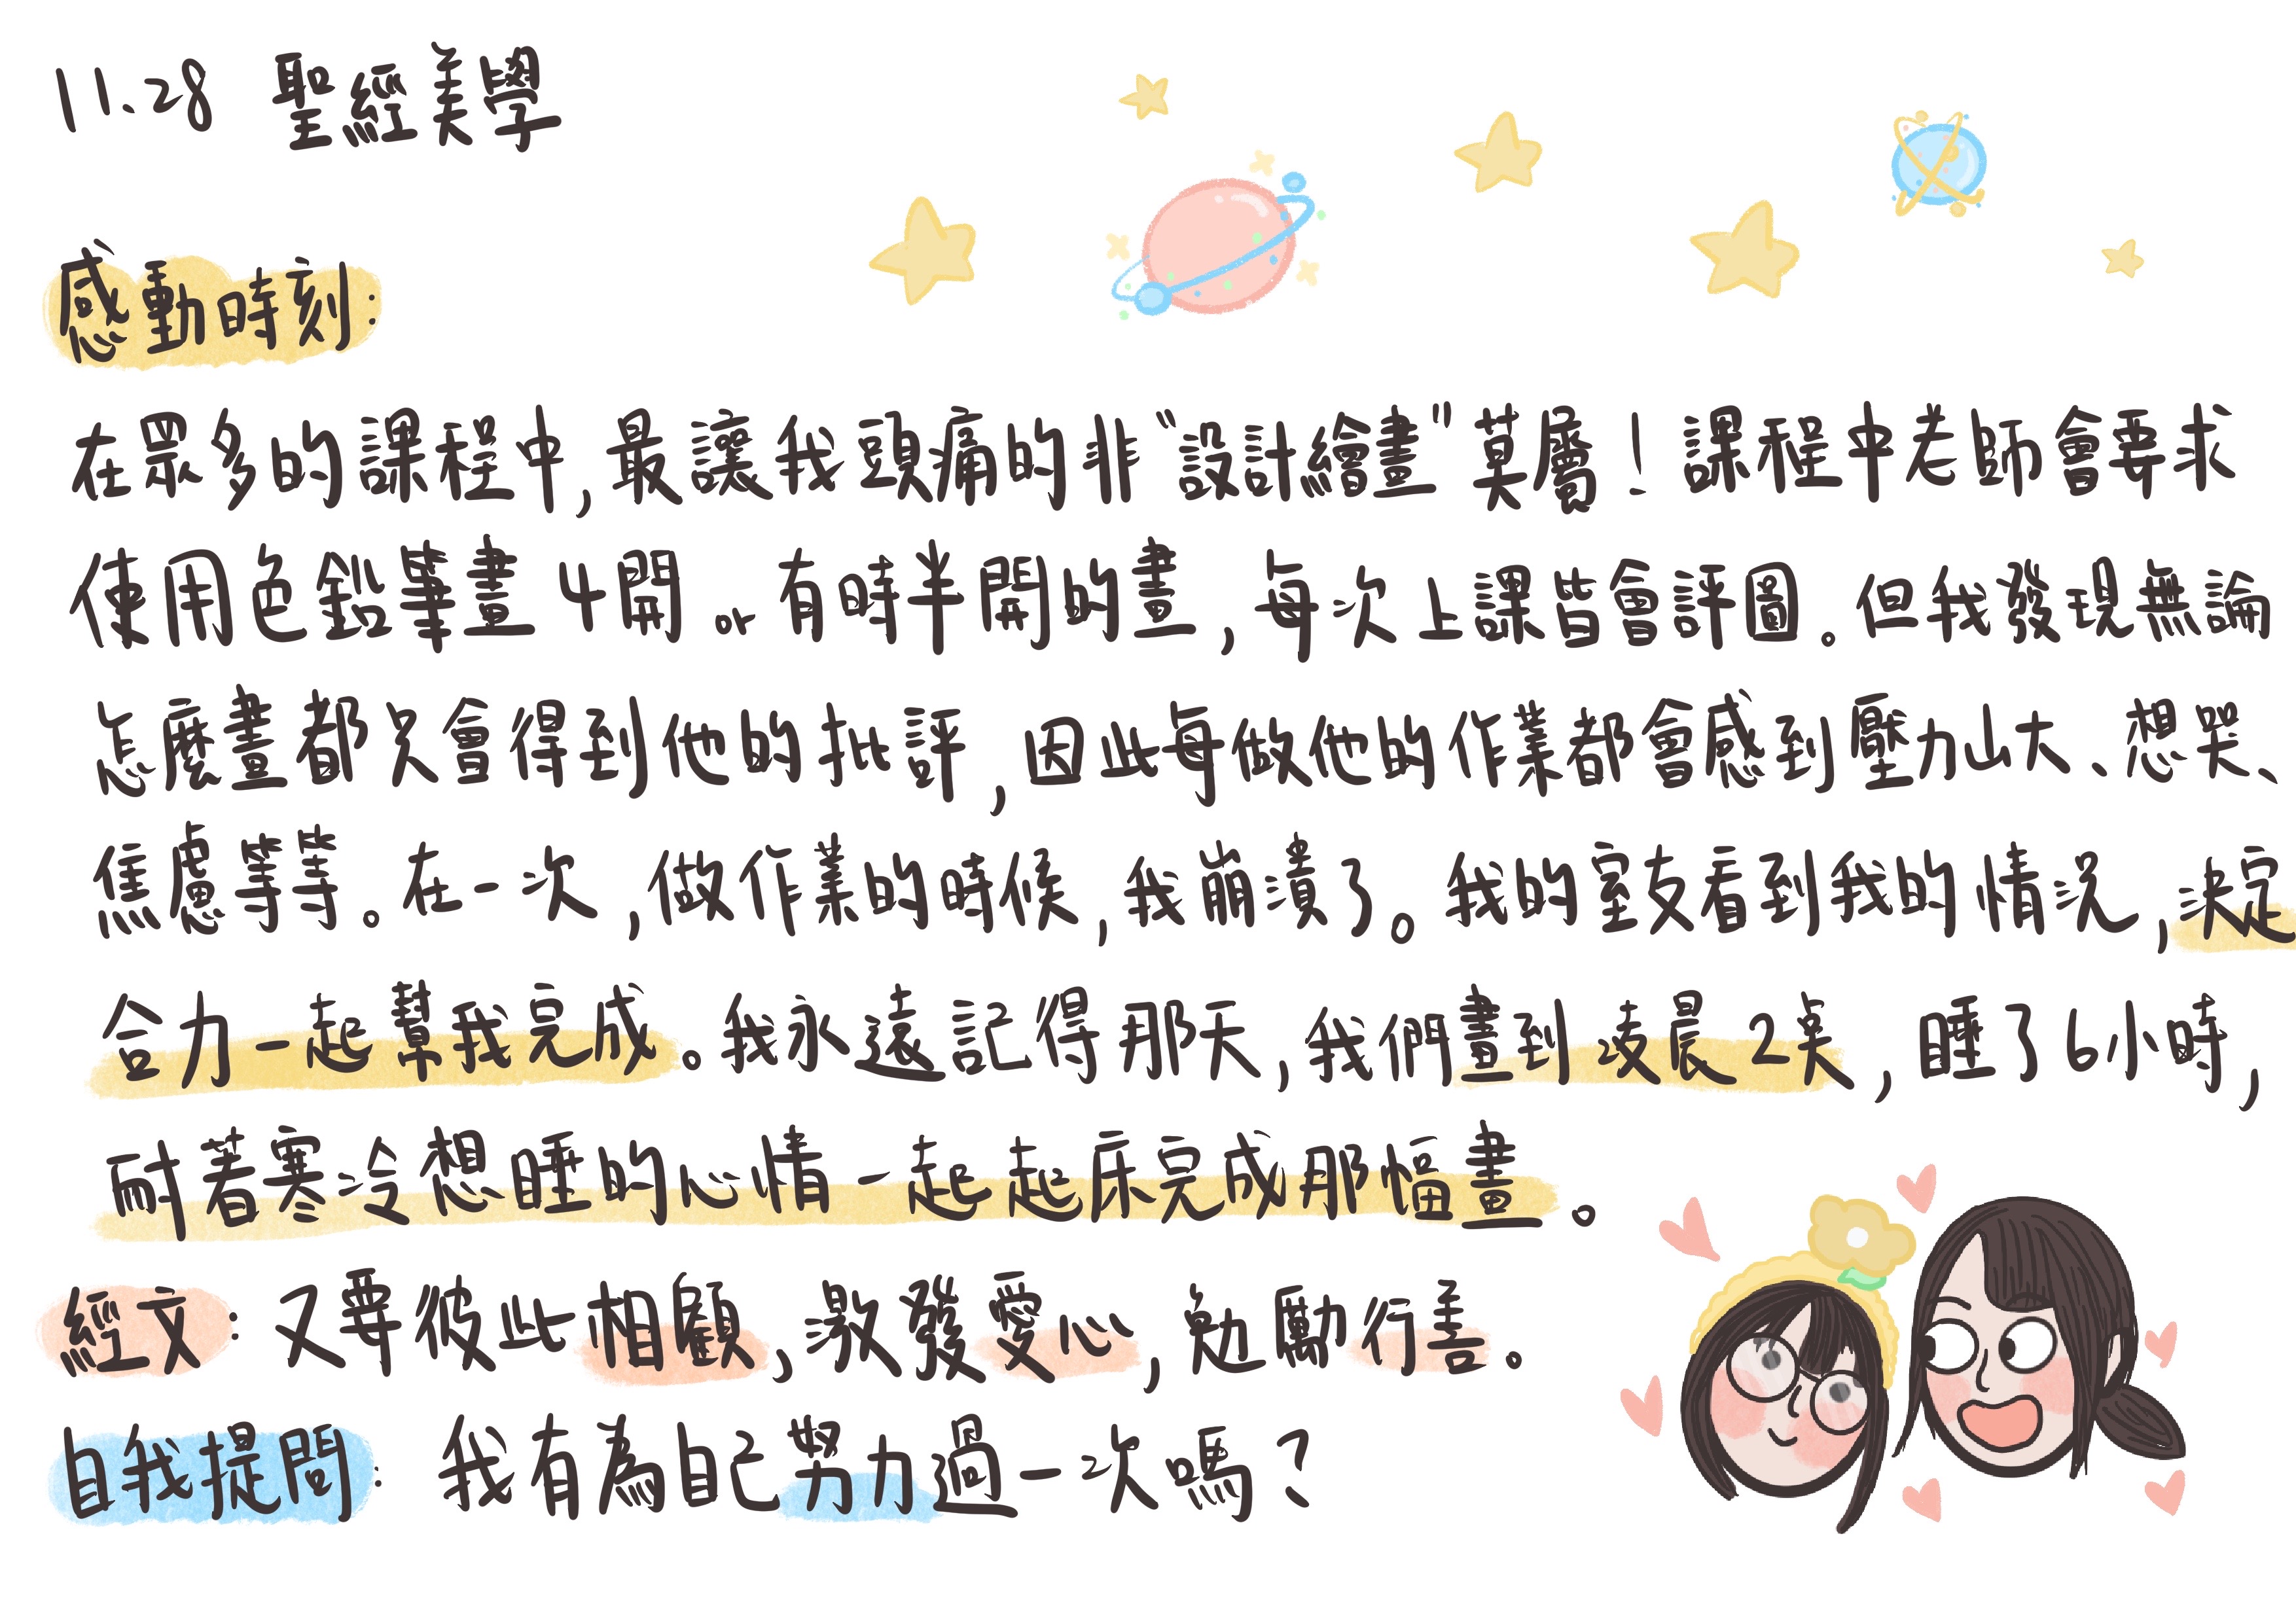 11.28 聖經美學
感動時刻:
在眾多的課程中,最讓我頭痛的非"設計繪畫"莫屬!課程中老師會要求
使用色鉛筆畫4開 or 有時半開的畫,每次上課皆會評圖。但我發現無論
怎麼畫都只會得到他的批評,因此每做他的作業都會感到壓力山大、想哭、
焦慮等等。在一次,做作業的時候,我崩潰了。我的室友看到我的情況,決定
合力一起幫我完成。我永遠記得那天,我們畫到凌晨2點,睡了6小時,
耐著寒冷想睡的心情一起起床完成那幅畫。
經文:又要彼此相顧,激發愛心,勉勵行善。
自我提問: 我有為自己努力過一次嗎?